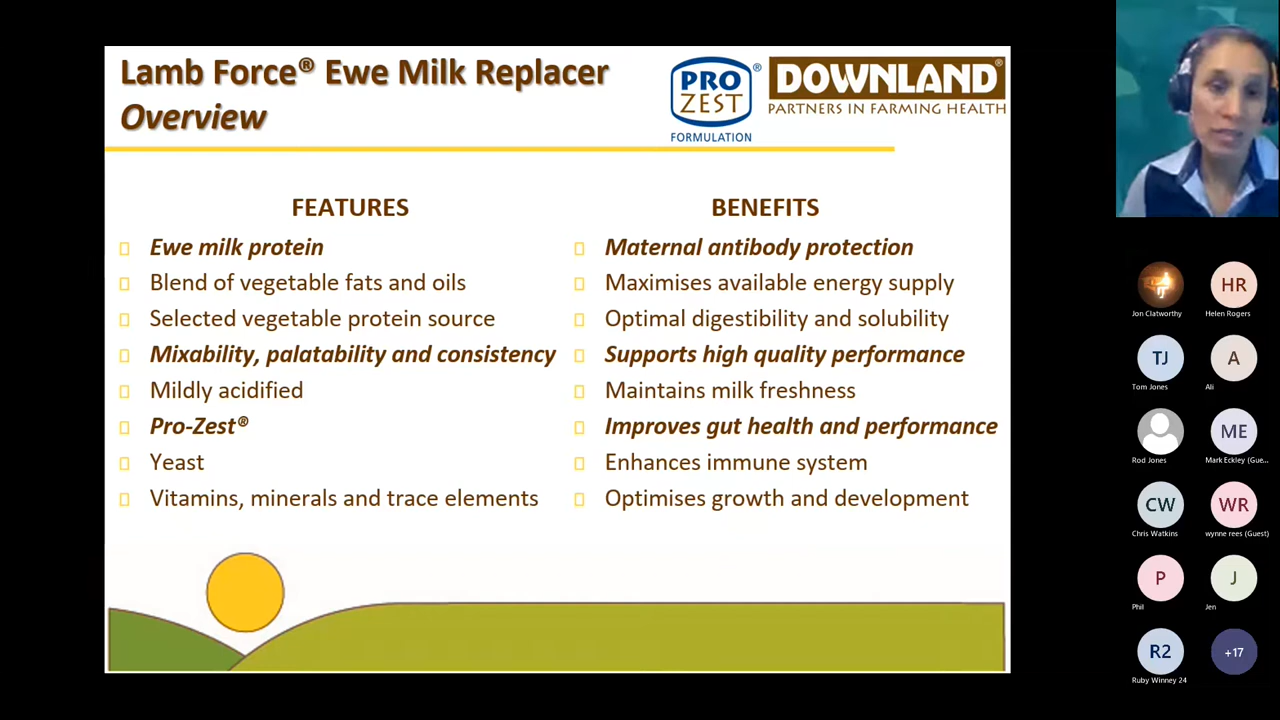 Lamb Force® Ewe Milk Replacer
Overview
PRO
ZEST
®
FORMULATION
DOWNLAND®
PARTNERS IN FARMING HEALTH
FEATURES
Ewe milk protein
Blend of vegetable fats and oils
Selected vegetable protein source
Mixability, palatability and consistency
Mildly acidified
Pro-Zest®
Yeast
Vitamins, minerals and trace elements
BENEFITS
Maternal antibody protection
Maximises available energy supply
Optimal digestibility and solubility
Supports high quality performance
Maintains milk freshness
Improves gut health and performance
Enhances immune system
Optimises growth and development
Jon Clatworthy
HR
Helen Rogers
TJ
Tom Jones
A
Ali
Rod Jones
ME
Mark Eckley (Gue...
CW
Chris Watkins
WR
wynne rees (Guest)
P
Phil
J
Jen
R2
Ruby Winney 24
+17